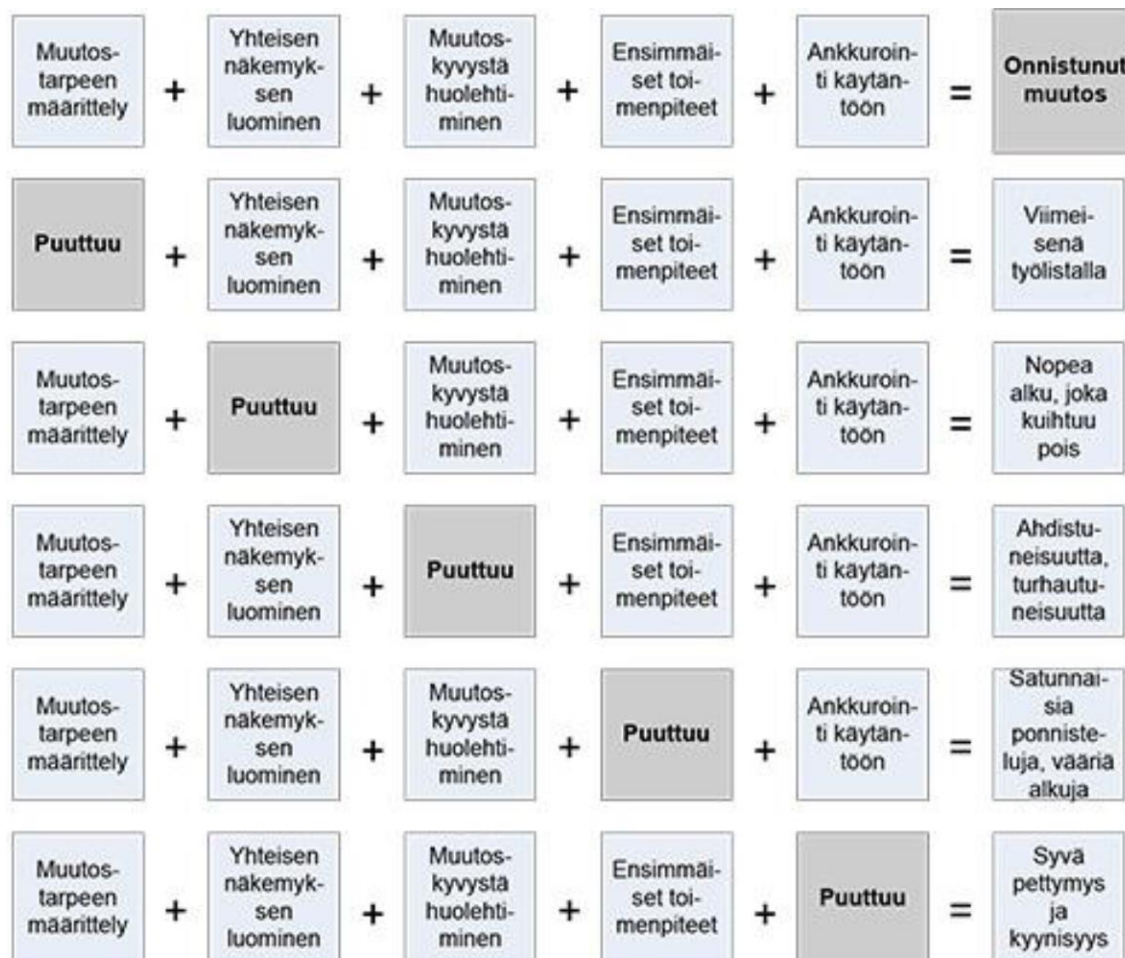 Muutos-
tarpeen
määrittely
+
Yhteisen
näkemyk-
sen
luominen
+
Muutos-
kyvystä
huolehti-
minen
+
Ensimmäi-
set toi-
menpiteet
+
Ankkuroin-
ti käytän-
töön
=
Onnistunut
muutos
Puuttuu
+
Yhteisen
näkemyk-
sen
luominen
+
Muutos-
kyvystä
huolehti-
minen
+
Ensimmäi-
set toi-
menpiteet
+
Ankkuroin-
ti käytän-
töön
=
Viimei-
senä
työlistalla
Muutos-
tarpeen
määrittely
+
Puuttuu
+
Muutos-
kyvystä
huolehti-
minen
+
Ensimmäi-
set toi-
menpiteet
+
Ankkuroin-
ti käytän-
töön
=
Nopea
alku, joka
kuihtuu
pois
Muutos-
tarpeen
määrittely
+
Yhteisen
näkemyk-
sen
luominen
+
Puuttuu
+
Ensimmäi-
set toi-
menpiteet
+
Ankkuroin-
ti käytän-
töön
=
Ahdistu-
neisuutta,
turhautu-
neisuutta
Muutos-
tarpeen
määrittely
+
Yhteisen
näkemyk-
sen
luominen
+
Muutos-
kyvystä
huolehti-
minen
+
Puuttuu
+
Ankkuroin-
ti käytän-
töön
=
Satunnai-
sia
ponniste-
luja, vääriä
alkuja
Muutos-
tarpeen
määrittely
+
Yhteisen
näkemyk-
sen
luominen
+
Muutos-
kyvystä
huolehti-
minen
+
Ensimmäi-
set toi-
menpiteet
+
Puuttuu
=
Syvä
pettymys
ja
kyynisyys